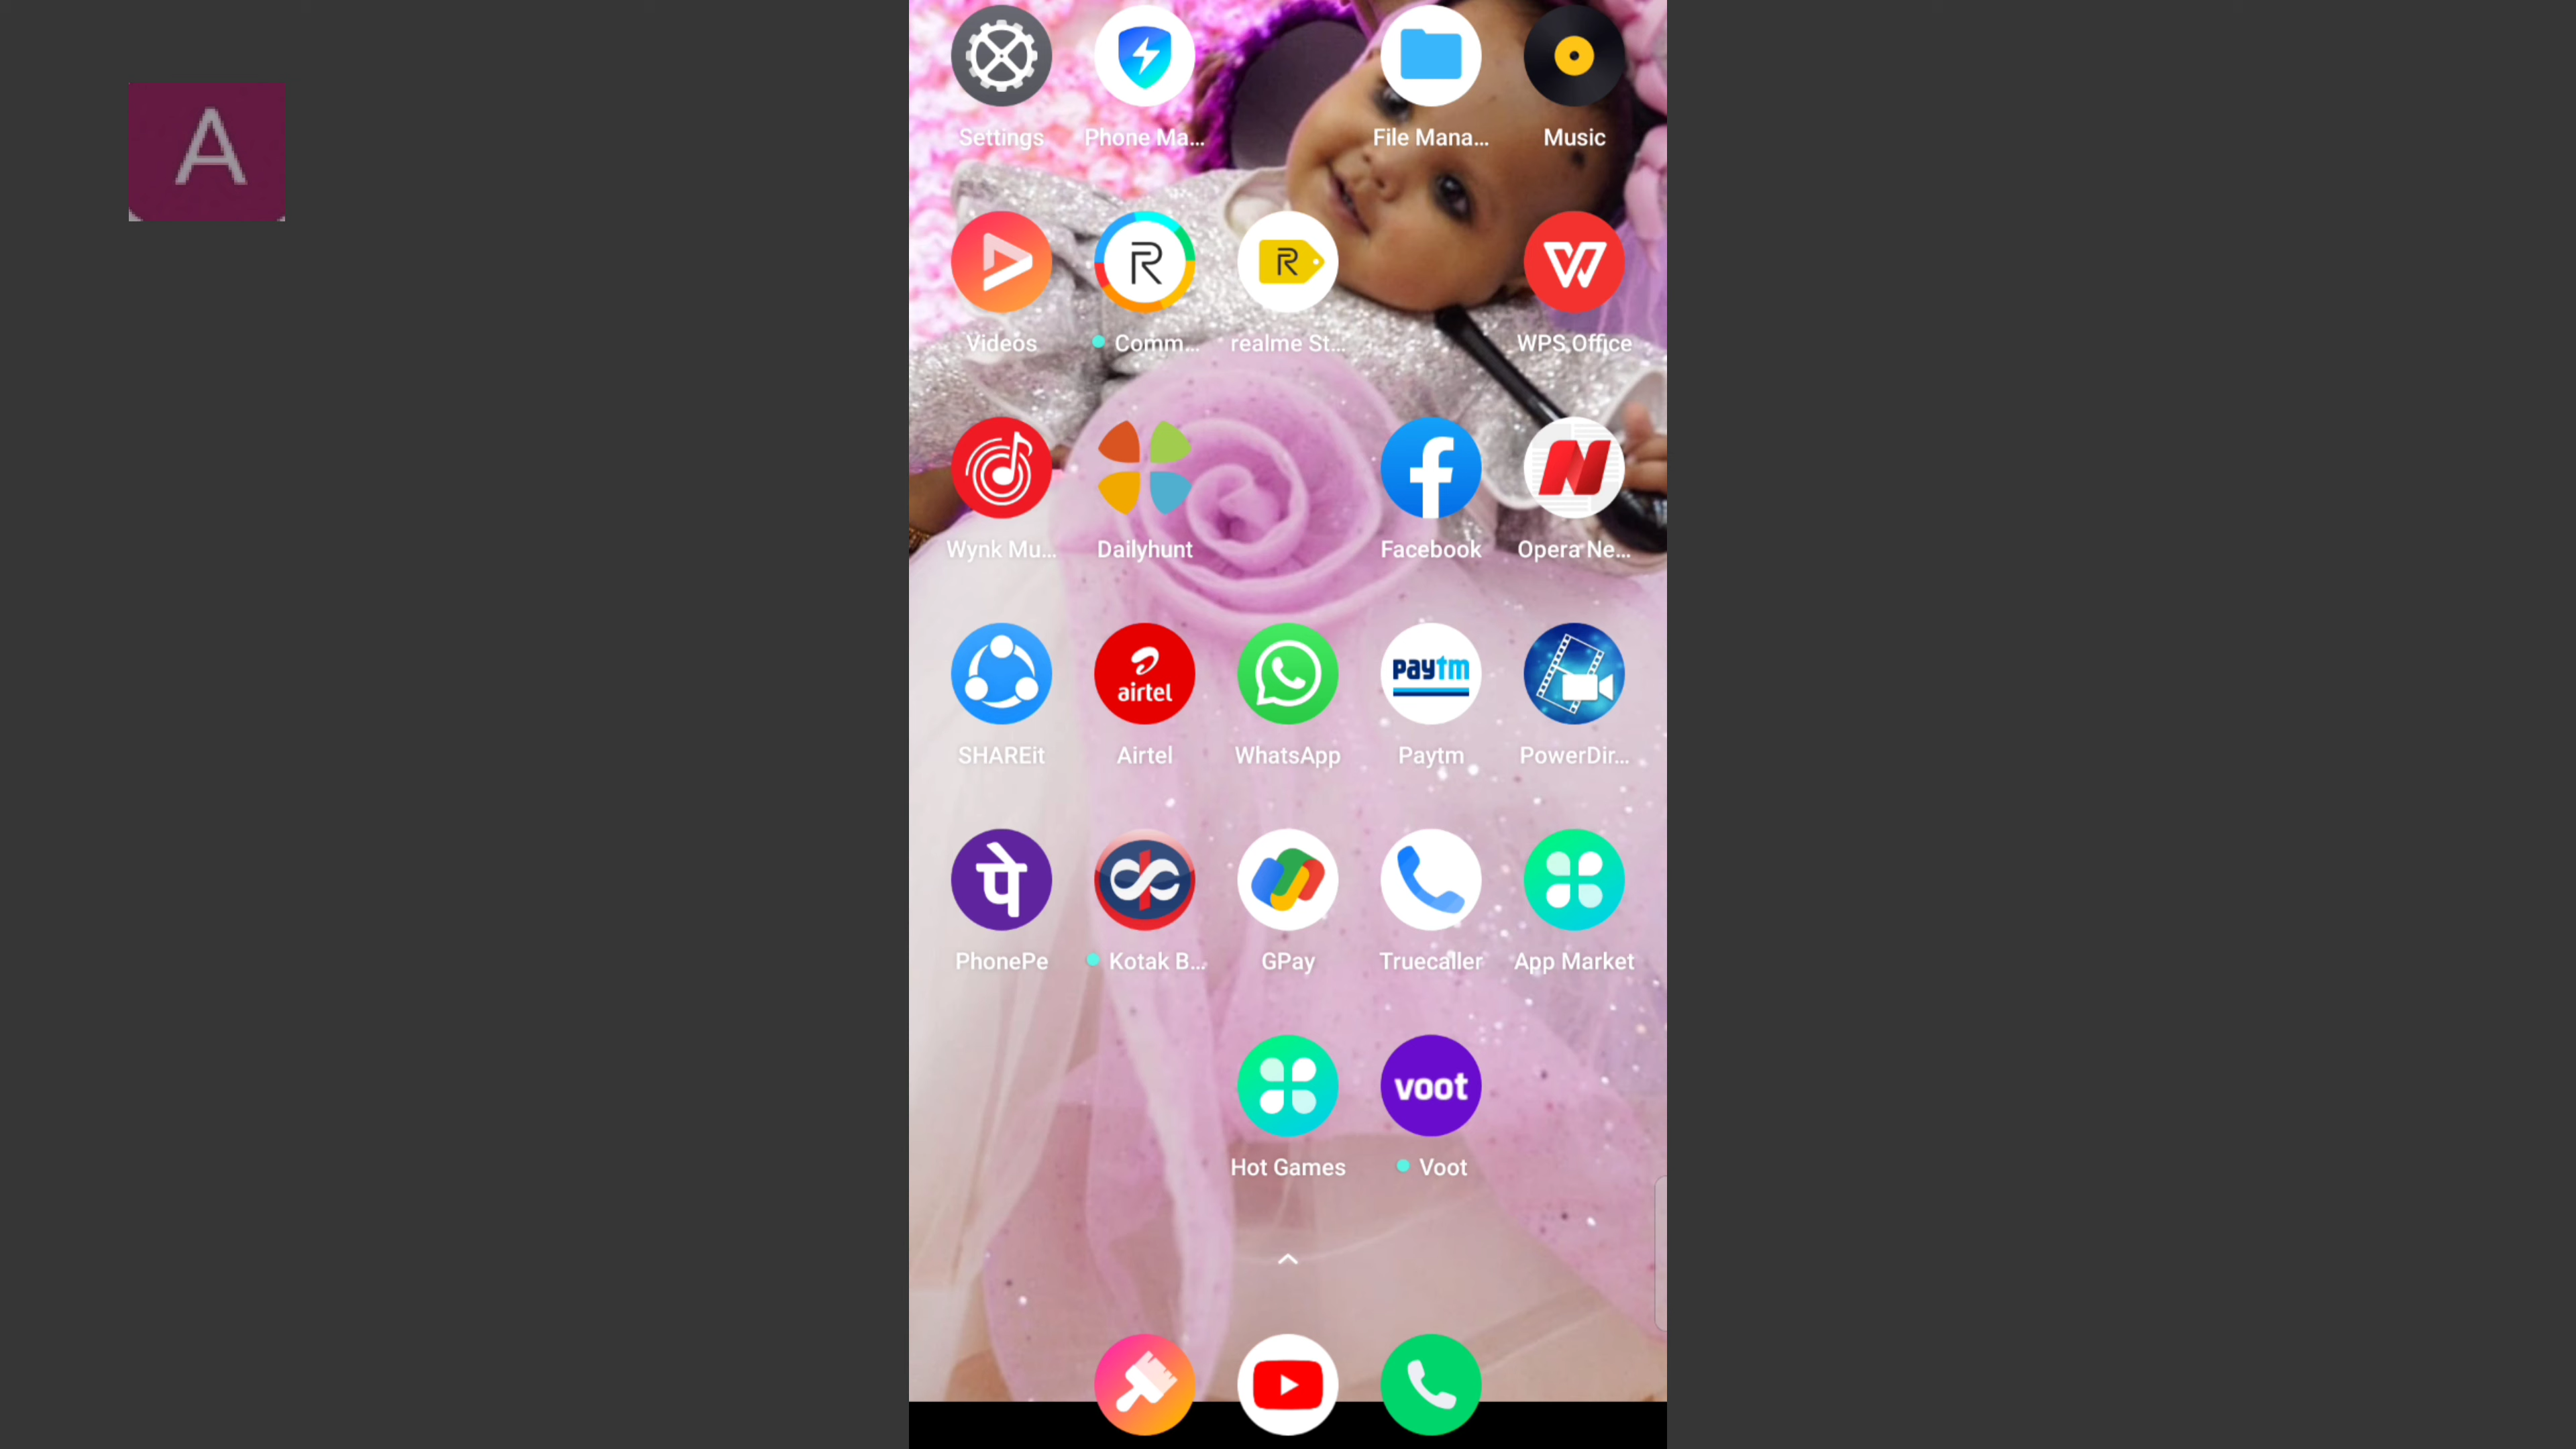 A
Settings Phone Ma... File Mana... Music
R R W
Videos Comm... realme St... WPS Office
f N
Wynk Mu... Dailyhunt Facebook Opera Ne...
airtel paytm
SHAREit Airtel WhatsApp Paytm PowerDir...
पे
PhonePe Kotak B... GPay Truecaller App Market
voot
Hot Games Voot